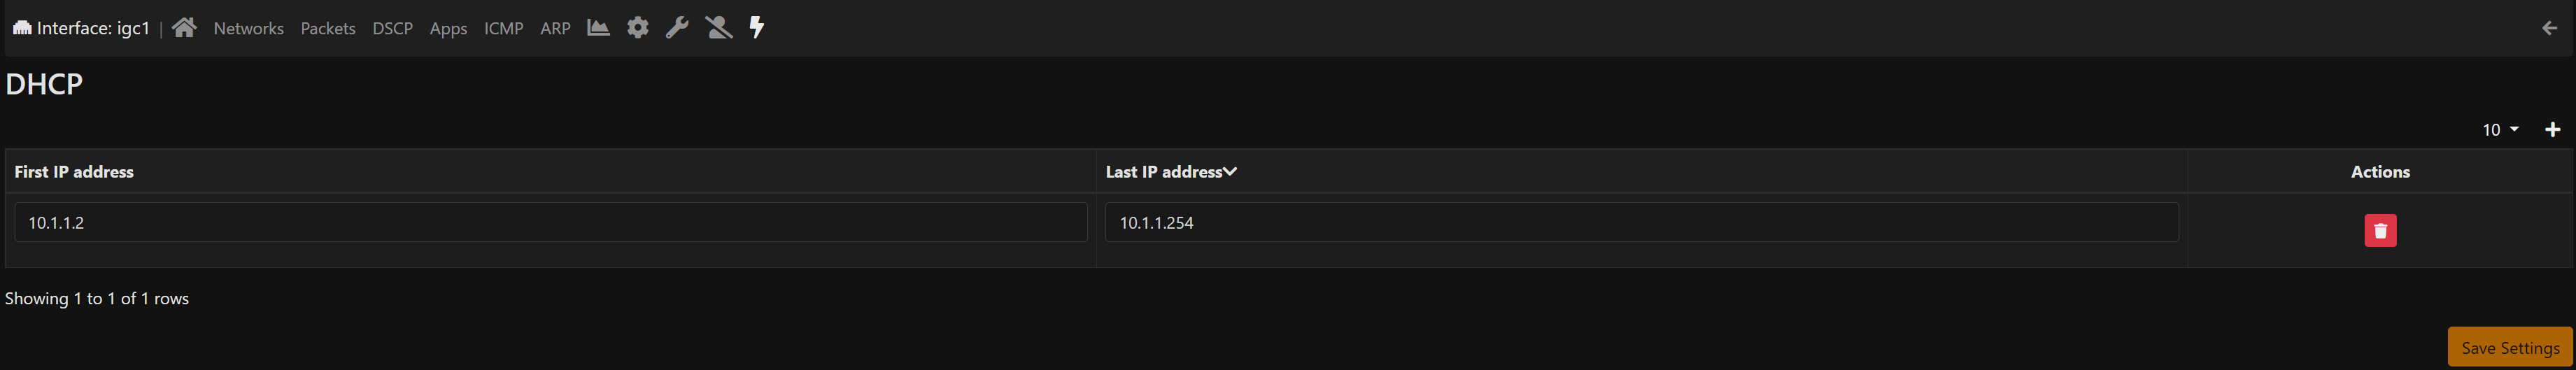 Interface: igc1 | Networks Packets DSCP Apps ICMP ARP
DHCP
10
First IP address Last IP address Actions
10.1.1.2 10.1.1.254
Showing 1 to 1 of 1 rows
Save Settings